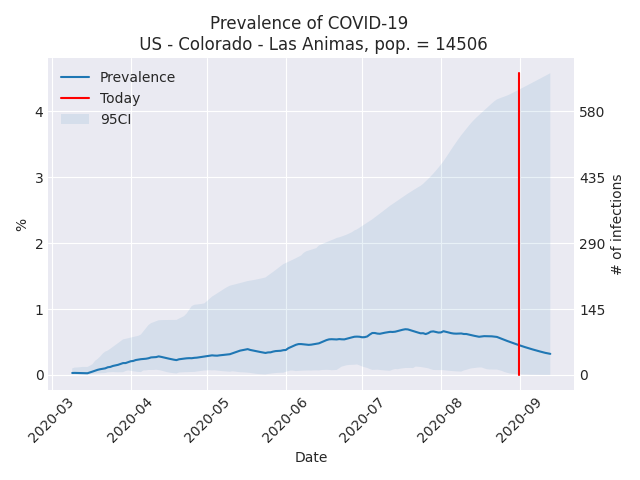 Prevalence of COVID-19
US - Colorado - Las Animas, pop. = 14506
Prevalence
Today
95CI
%
4
3
2
1
0
580
435
290
145
0
# of infections
2020-03
2020-04
2020-05
2020-06
2020-07
2020-08
2020-09
Date